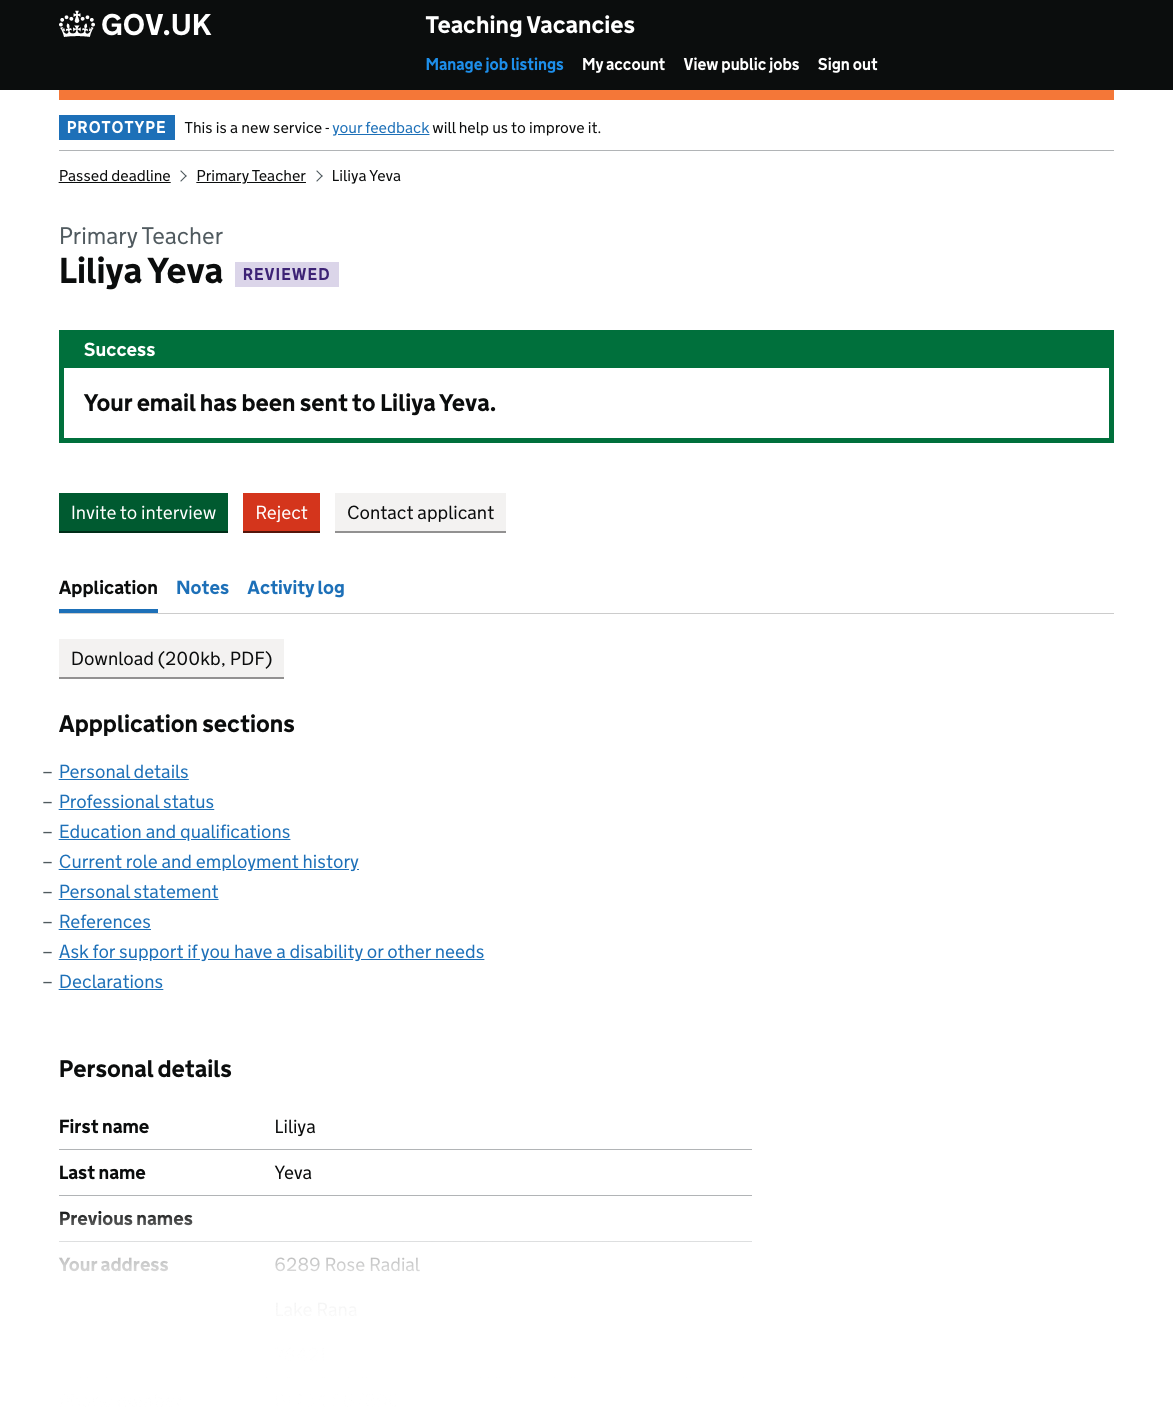 GOV.UK
Teaching Vacancies
Manage job listings My account View public jobs Sign out
PROTOTYPE This is a new service - your feedback will help us to improve it.
Passed deadline > Primary Teacher > Liliya Yeva
Primary Teacher
Liliya Yeva REVIEWED
Success
Your email has been sent to Liliya Yeva.
Invite to interview Reject Contact applicant
Application Notes Activity log
Download (200kb, PDF)
Appplication sections
– Personal details
– Professional status
– Education and qualifications
– Current role and employment history
– Personal statement
– References
– Ask for support if you have a disability or other needs
– Declarations
Personal details
First name Liliya
Last name Yeva
Previous names
Your address 6289 Rose Radial
Lake Rana